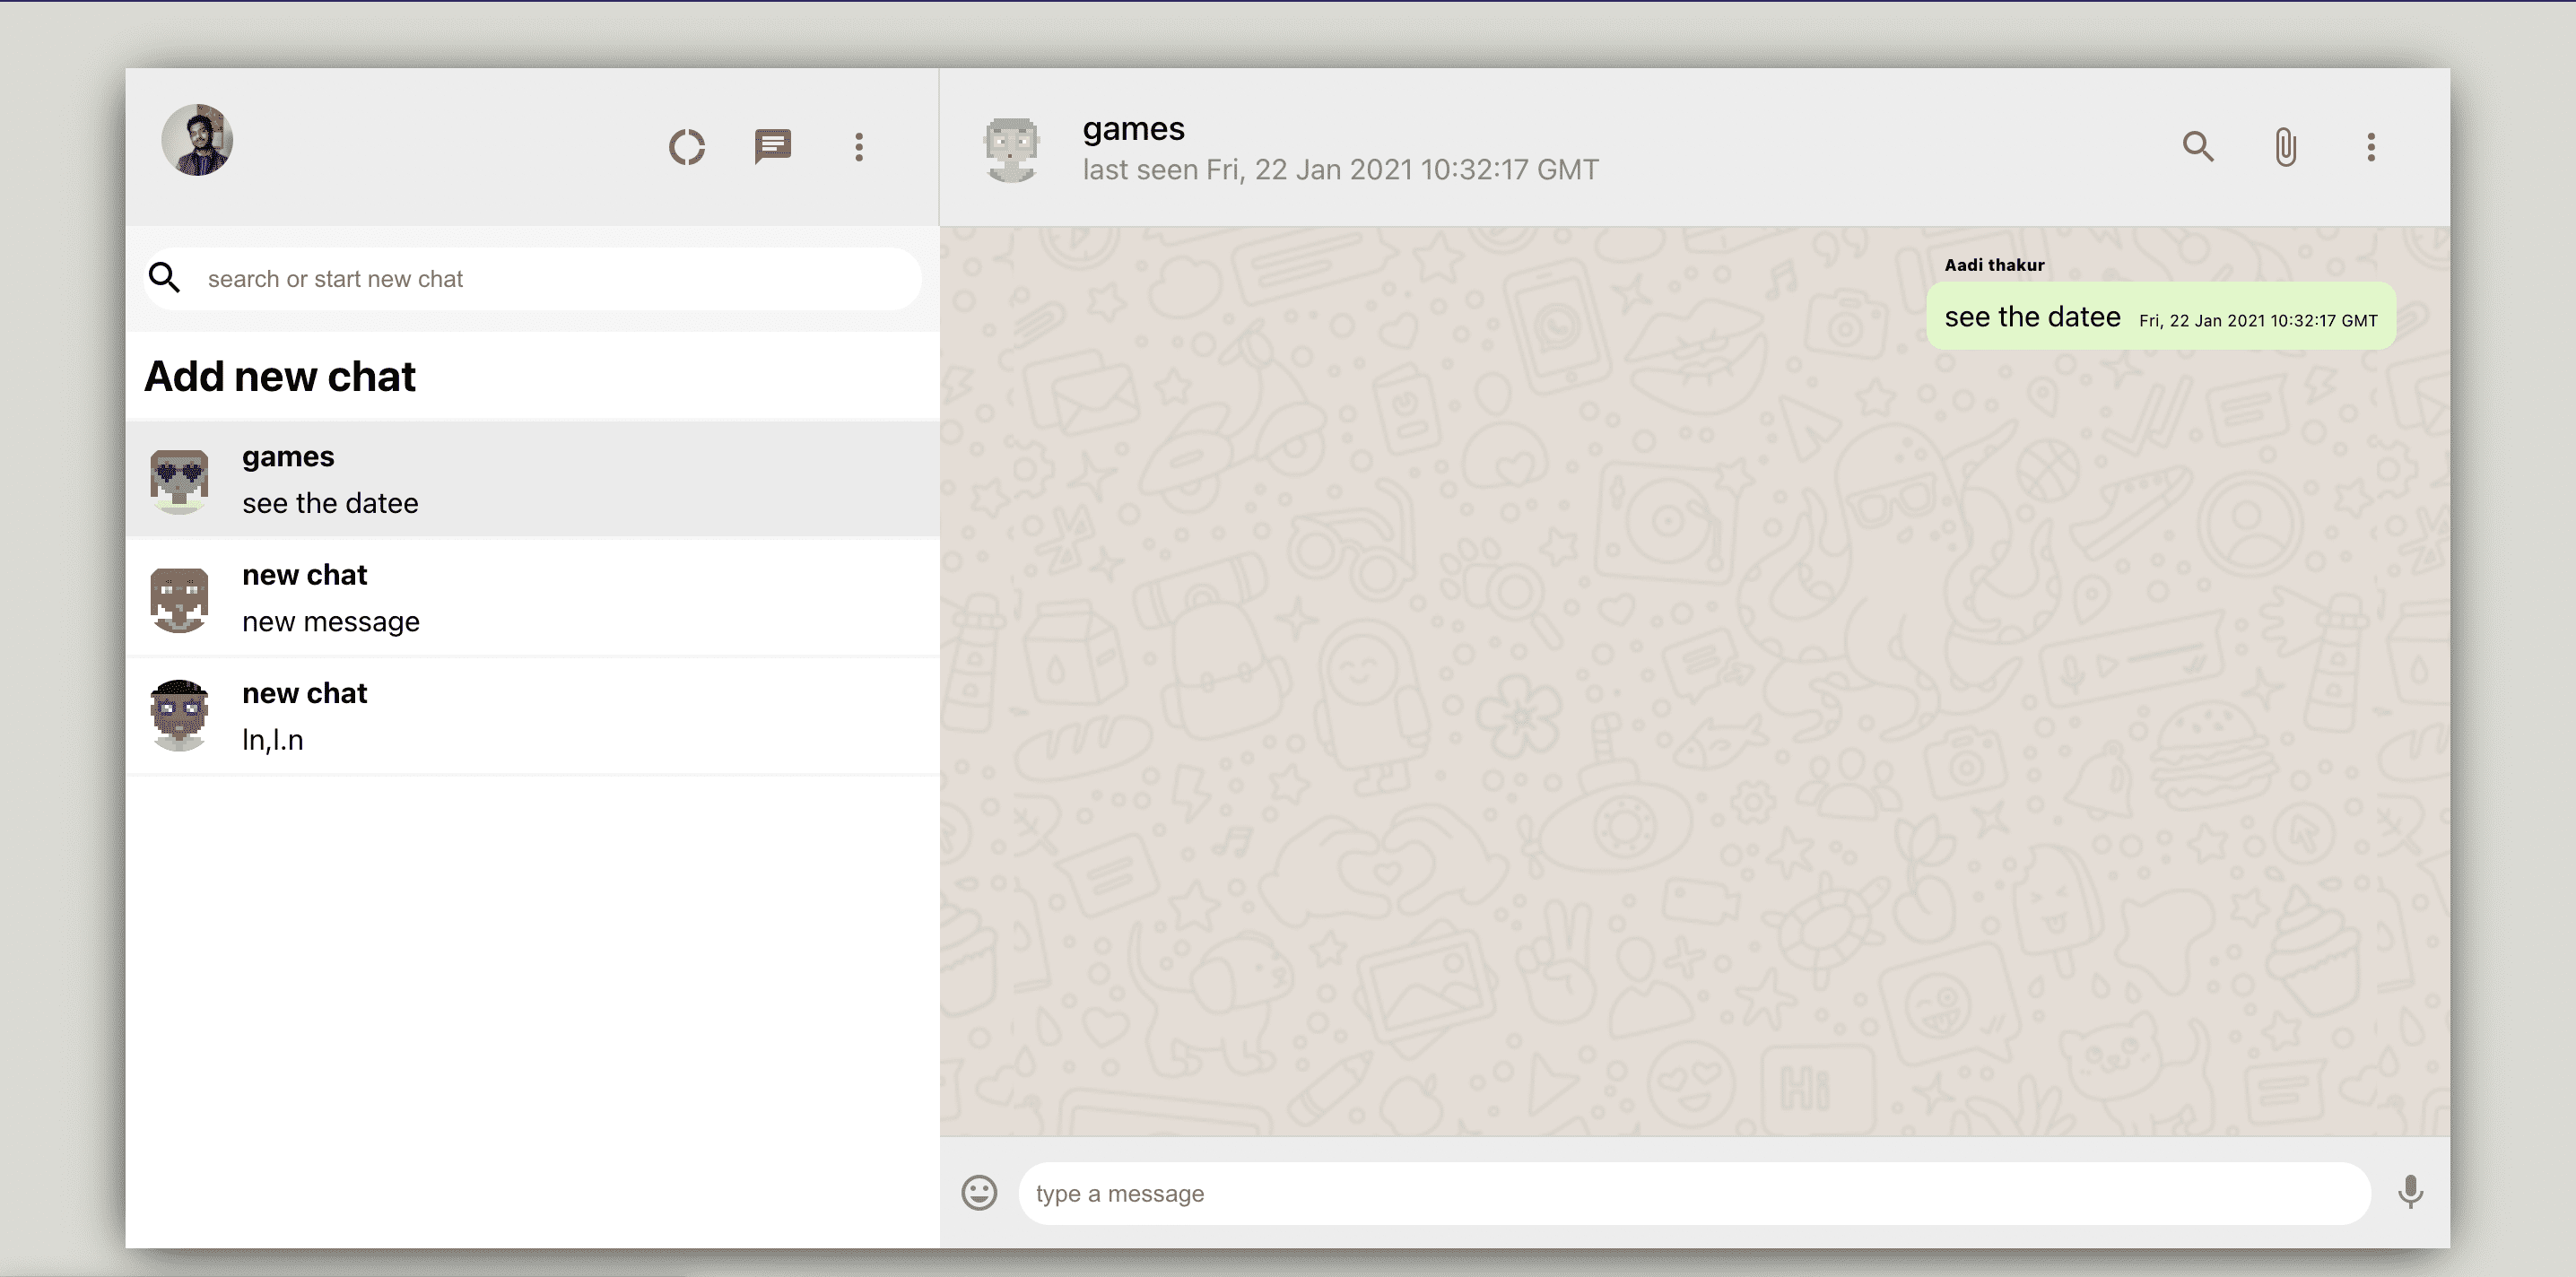 games
last seen Fri, 22 Jan 2021 10:32:17 GMT
search or start new chat
Add new chat
games
see the datee
new chat
new message
new chat
ln,l.n
Aadi thakur
see the datee Fri, 22 Jan 2021 10:32:17 GMT
Hi
type a message